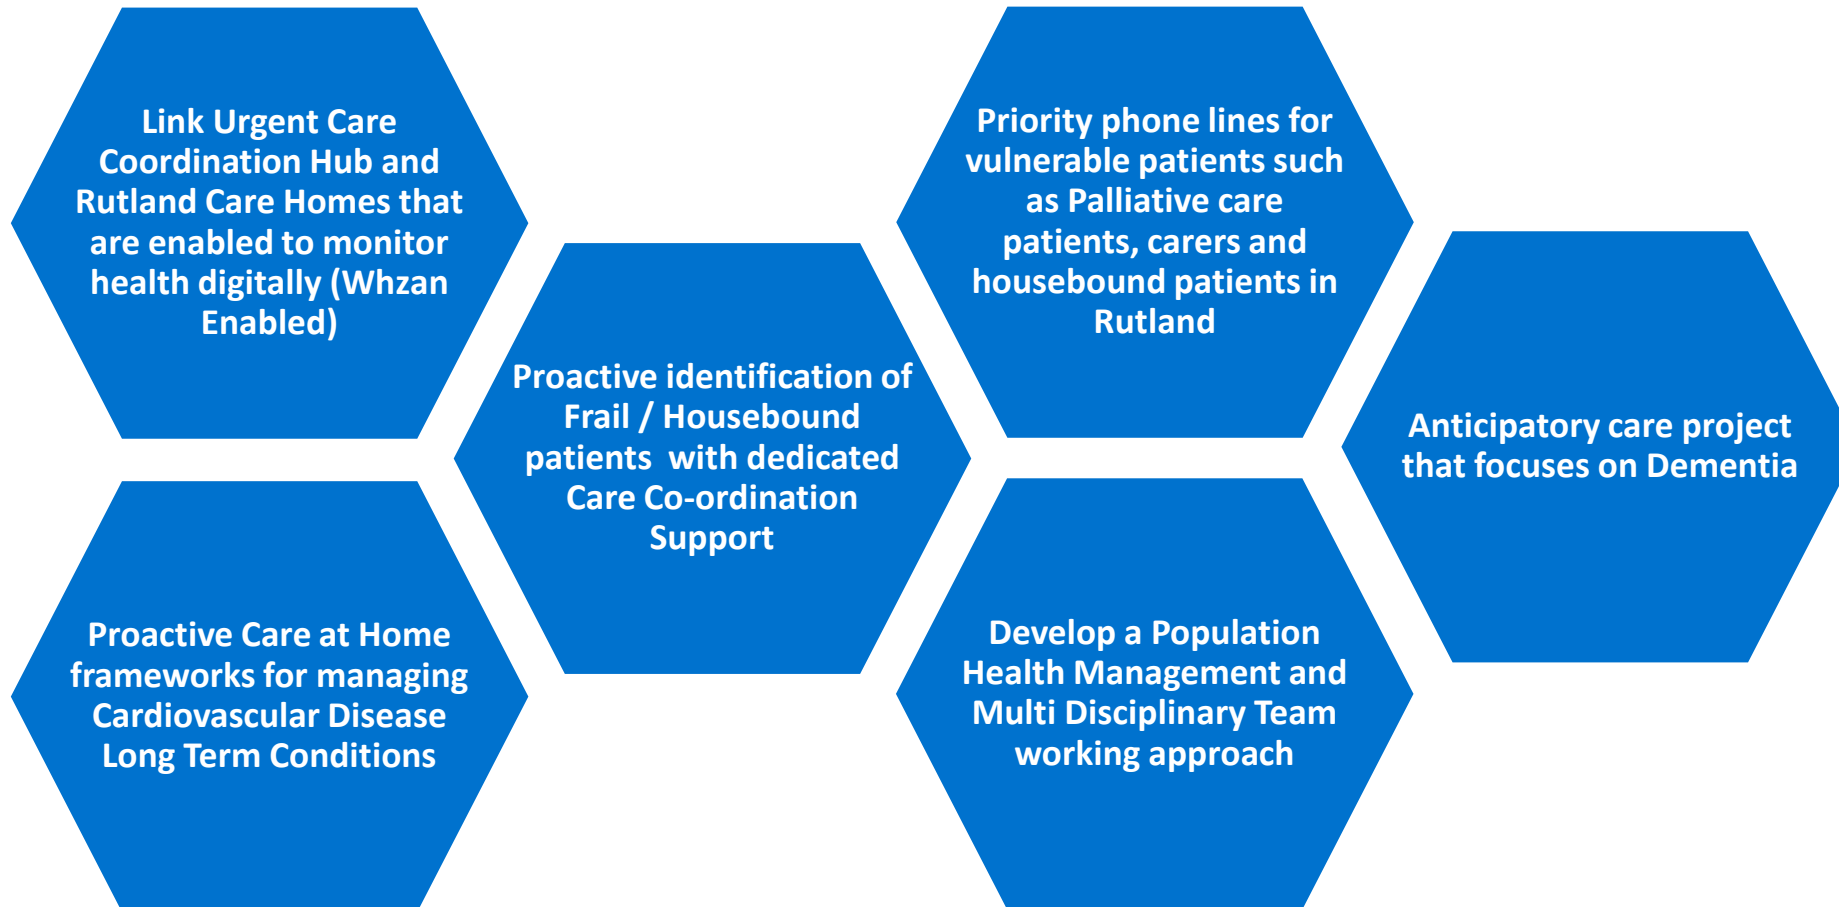 Link Urgent Care
Coordination Hub and
Rutland Care Homes that
are enabled to monitor
health digitally (Whzan
Enabled)
Proactive Care at Home
frameworks for managing
Cardiovascular Disease
Long Term Conditions
Proactive identification of
Frail / Housebound
patients  with dedicated
Care Co-ordination
Support
Priority phone lines for
vulnerable patients such
as Palliative care
patients, carers and
housebound patients in
Rutland
Develop a Population
Health Management and
Multi Disciplinary Team
working approach
Anticipatory care project
that focuses on Dementia